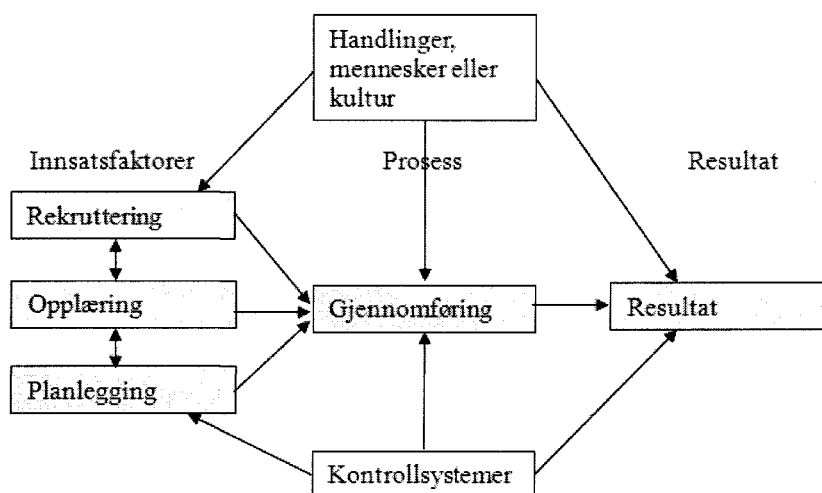 Handlinger,
mennesker eller
kultur
Innsatsfaktorer
Prosess
Resultat
Rekruttering
Opplæring
Gjennomføring
Resultat
Planlegging
Kontrollsystemer